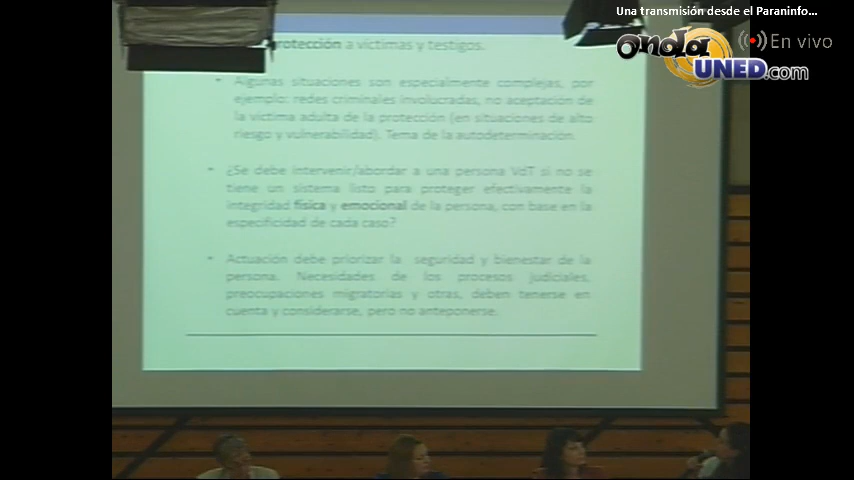 Una transmisión desde el Paraninfo...
onda UNED.com
En vivo
protección a víctimas y testigos.
• Algunas situaciones son especialmente complejas, por
ejemplo: redes criminales involucradas, no aceptación de
la víctima adulta de la protección (en situaciones de alto
riesgo y vulnerabilidad). Tema de la autodeterminación.
• ¿Se debe intervenir/abordar a una persona VdT si no se
tiene un sistema listo para proteger efectivamente la
integridad física y emocional de la persona, con base en la
especificidad de cada caso?
• Actuación debe priorizar la seguridad y bienestar de la
persona. Necesidades de los procesos judiciales,
preocupaciones migratorias y otras, deben tenerse en
cuenta y considerarse, pero no anteponerse.